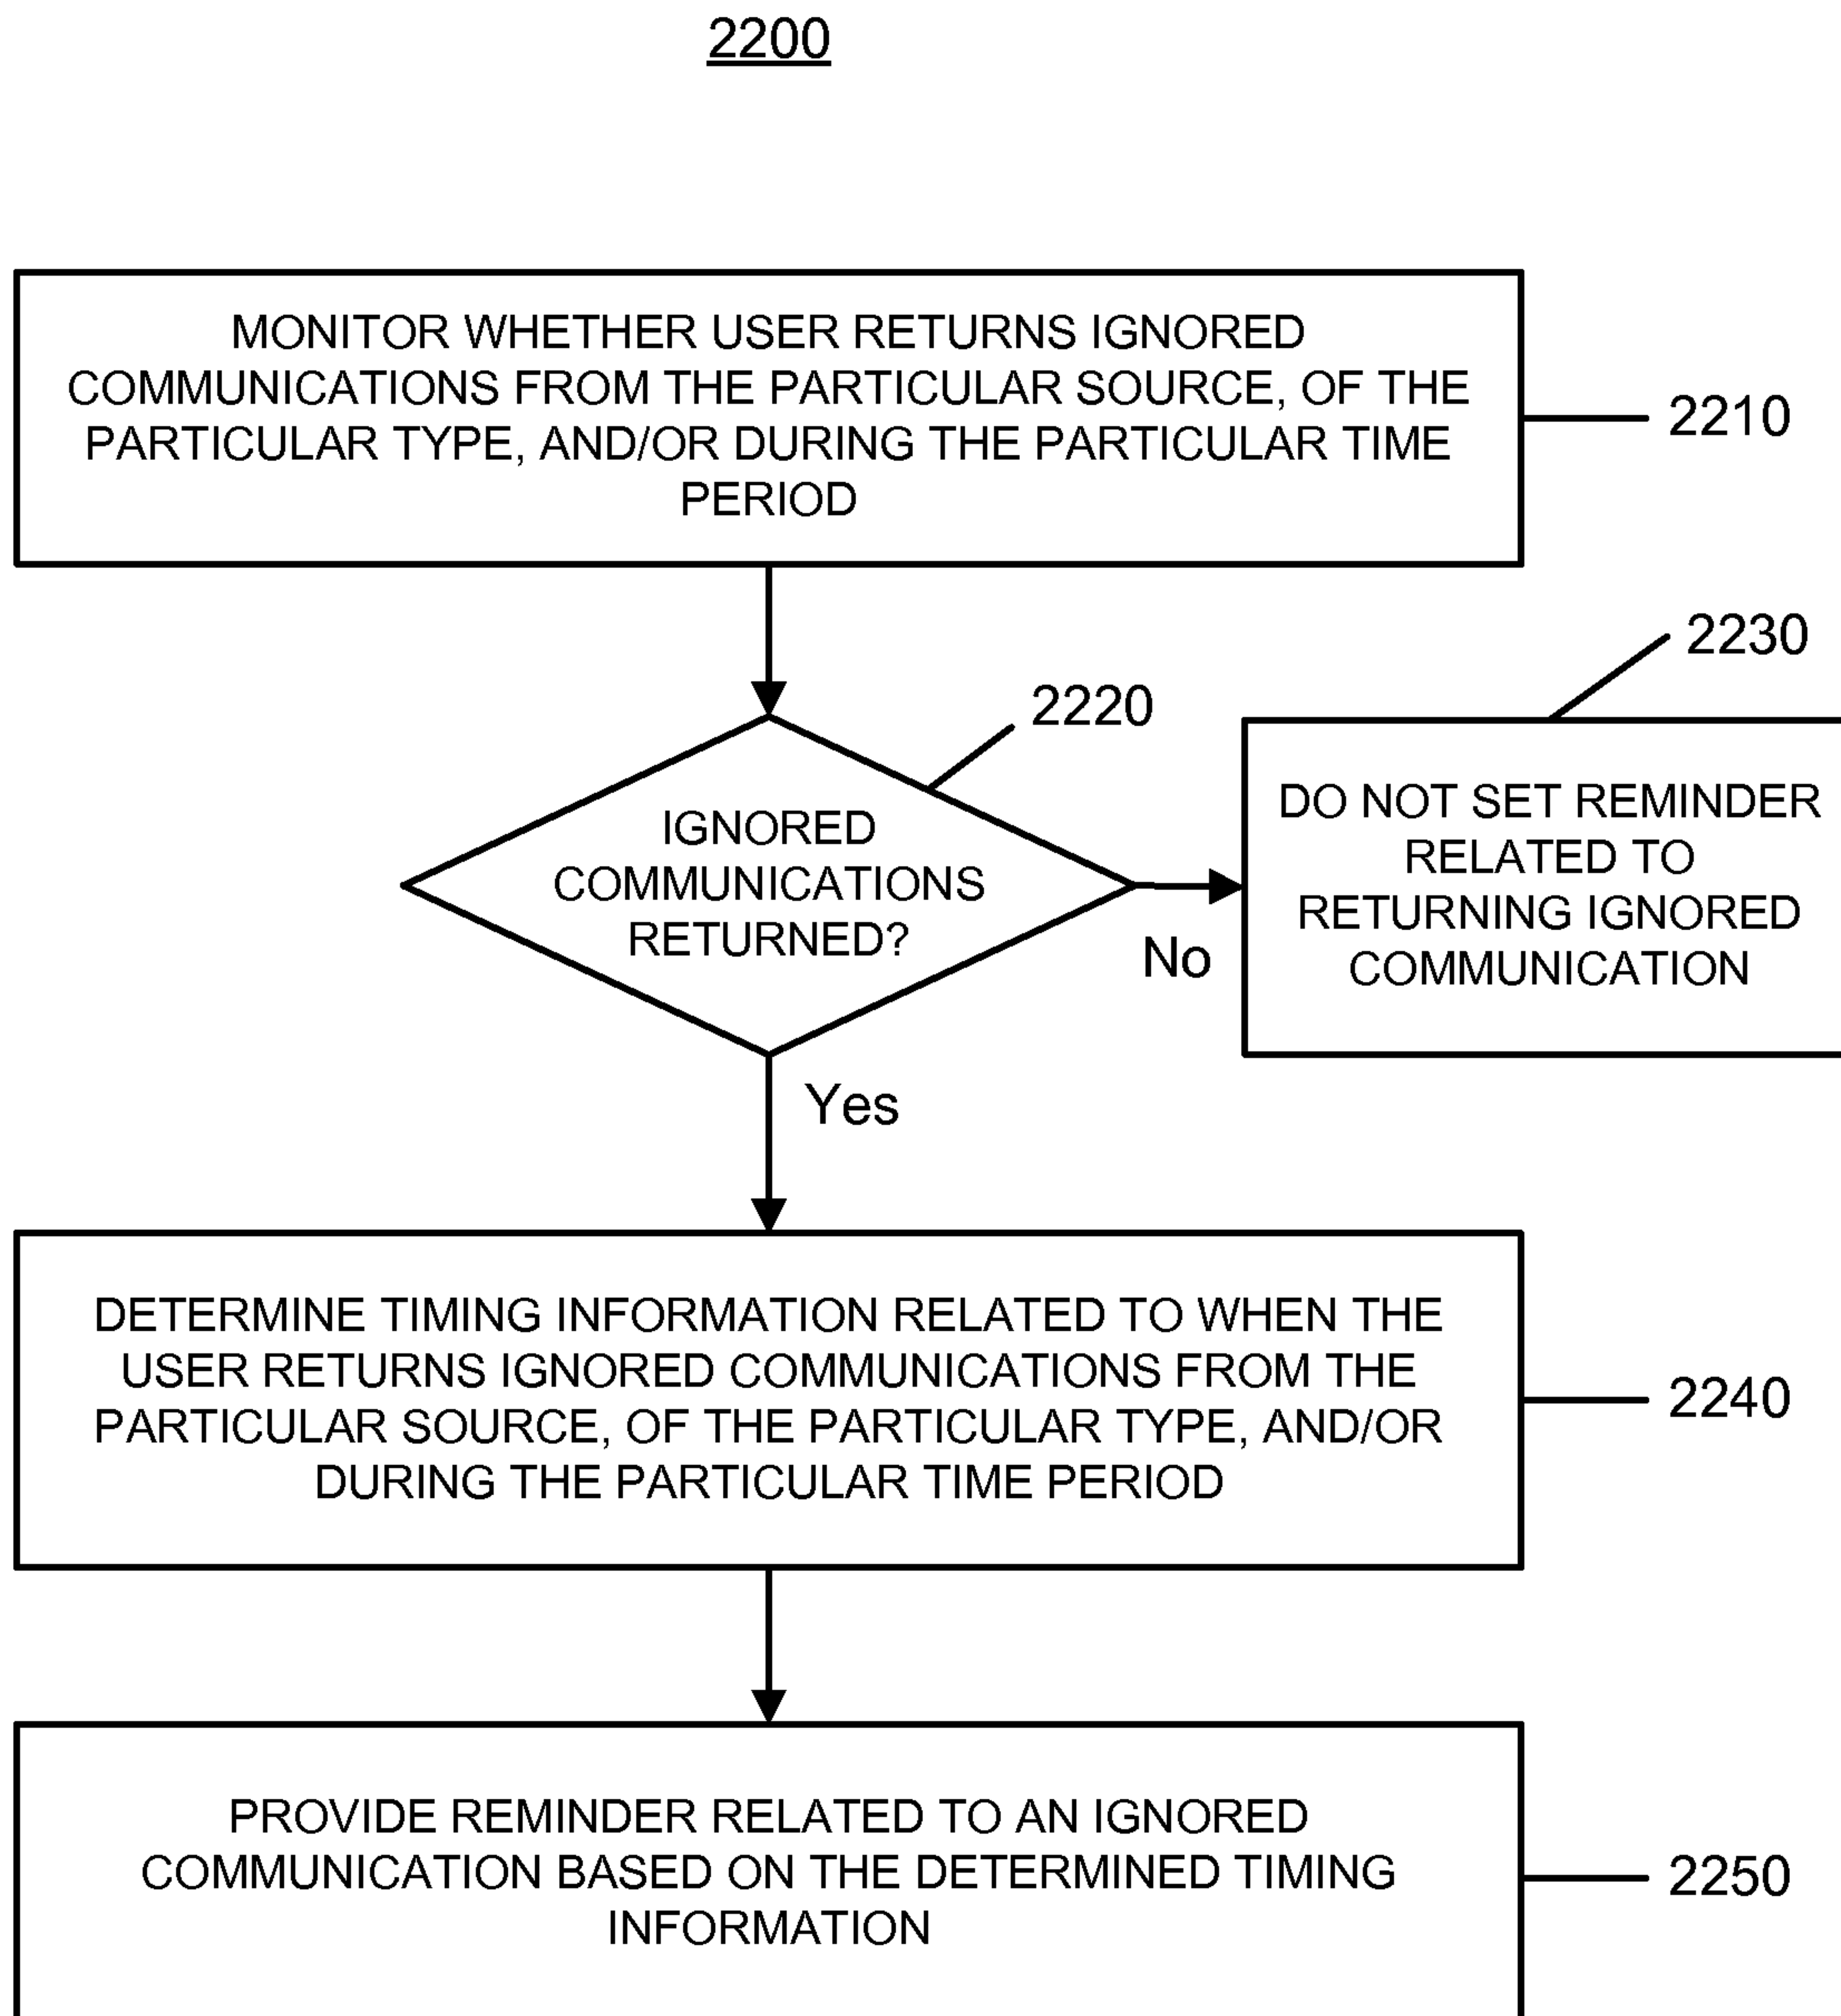 2200
MONITOR WHETHER USER RETURNS IGNORED
COMMUNICATIONS FROM THE PARTICULAR SOURCE, OF THE
PARTICULAR TYPE, AND/OR DURING THE PARTICULAR TIME
PERIOD
2210
2220
2230
IGNORED
COMMUNICATIONS
RETURNED?
No
DO NOT SET REMINDER
RELATED TO
RETURNING IGNORED
COMMUNICATION
Yes
DETERMINE TIMING INFORMATION RELATED TO WHEN THE
USER RETURNS IGNORED COMMUNICATIONS FROM THE
PARTICULAR SOURCE, OF THE PARTICULAR TYPE, AND/OR
DURING THE PARTICULAR TIME PERIOD
2240
PROVIDE REMINDER RELATED TO AN IGNORED
COMMUNICATION BASED ON THE DETERMINED TIMING
INFORMATION
2250